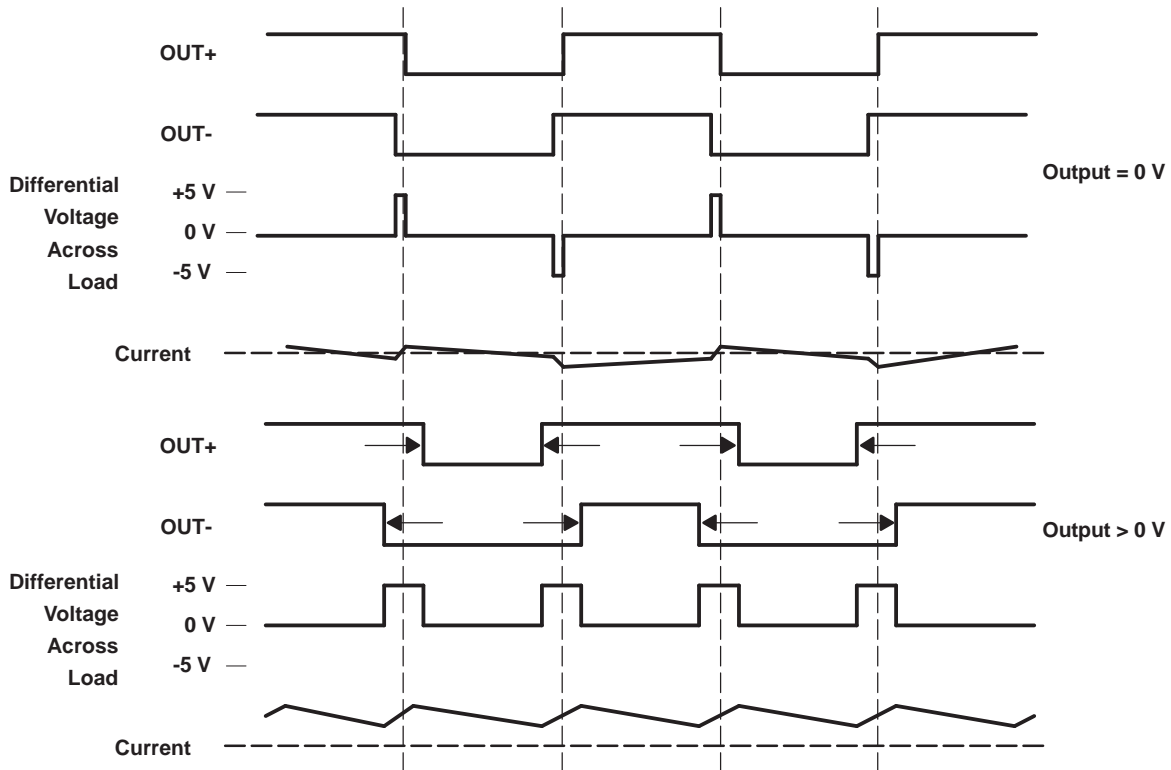 OUT+
OUT-
Output = 0 V
Differential
Voltage
Across
Load
+5 V
0 V
-5 V
Current
OUT+
OUT-
Output > 0 V
Differential
Voltage
Across
Load
+5 V
0 V
-5 V
Current